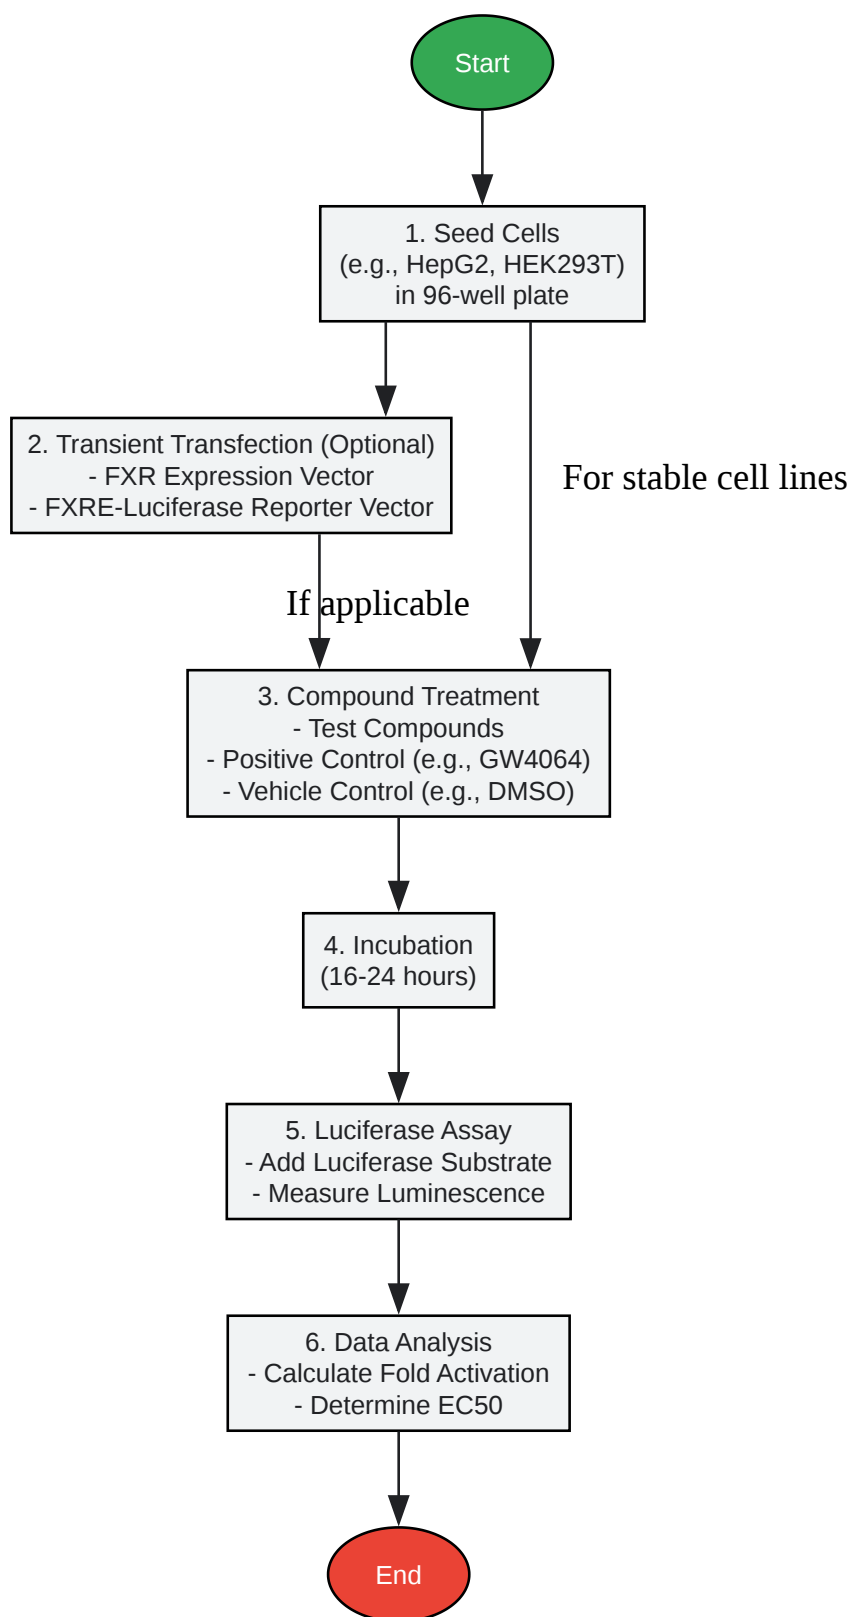 Start
1. Seed Cells
(e.g., HepG2, HEK293T)
in 96-well plate
2. Transient Transfection (Optional)
- FXR Expression Vector
- FXRE-Luciferase Reporter Vector
For stable cell lines
If applicable
3. Compound Treatment
- Test Compounds
- Positive Control (e.g., GW4064)
- Vehicle Control (e.g., DMSO)
4. Incubation
(16-24 hours)
5. Luciferase Assay
- Add Luciferase Substrate
- Measure Luminescence
6. Data Analysis
- Calculate Fold Activation
- Determine EC50
End